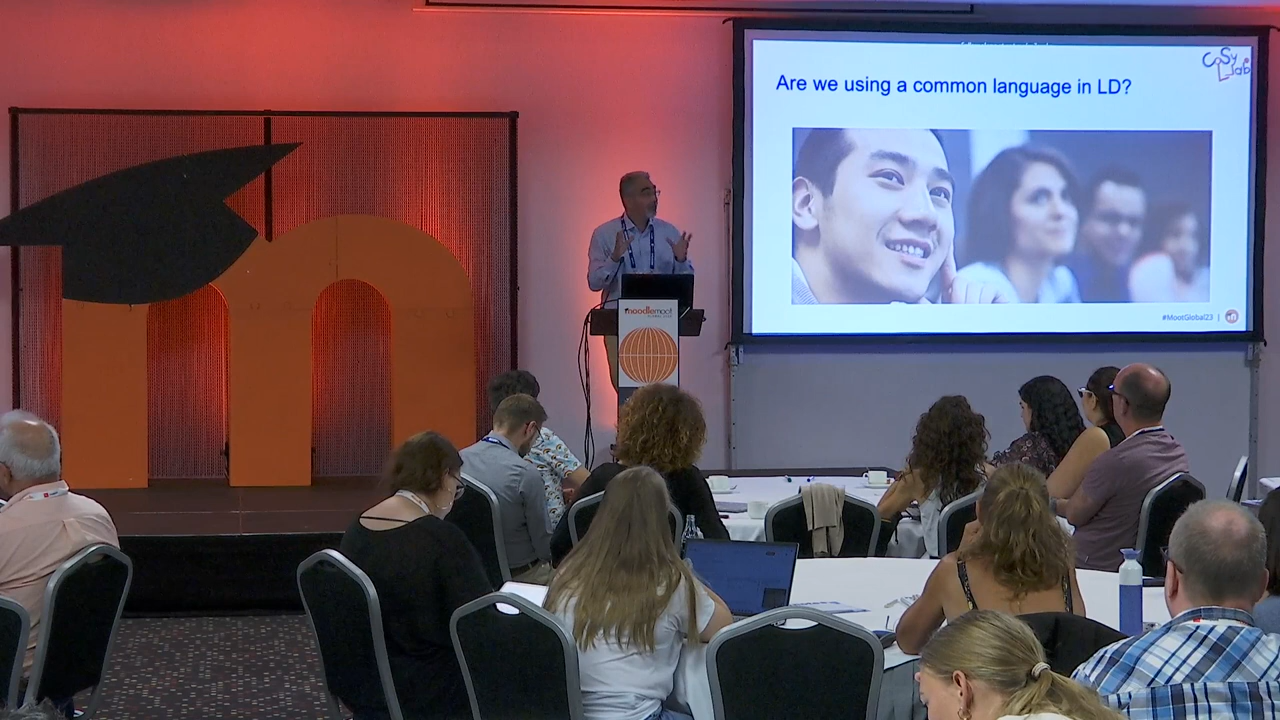 CoSy
Lab
Are we using a common language in LD?
#MootGlobal23 |
moodlemoot